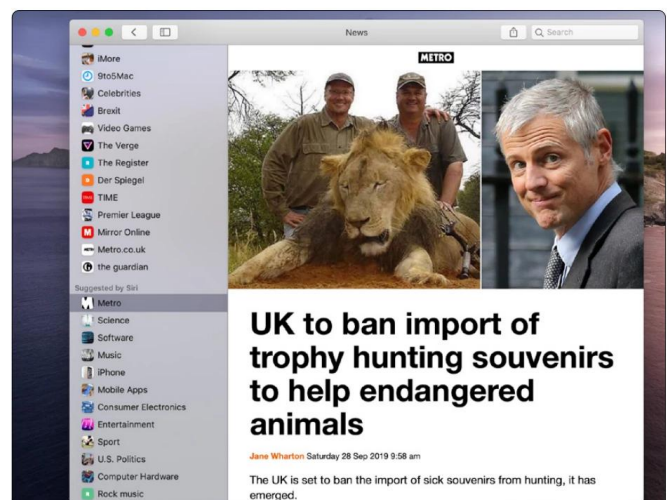 News
Search
iMore
9to5Mac
Celebrities
Brexit
Video Games
The Verge
The Register
Der Spiegel
TIME
Premier League
Mirror Online
Metro.co.uk
the guardian
Suggested by Siri
Metro
Science
Software
Music
iPhone
Mobile Apps
Consumer Electronics
Entertainment
Sport
U.S. Politics
Computer Hardware
Rock music
METRO
UK to ban import of
trophy hunting souvenirs
to help endangered
animals
Jane Wharton Saturday 28 Sep 2019 9:58 am
The UK is set to ban the import of sick souvenirs from hunting, it has
emerged.